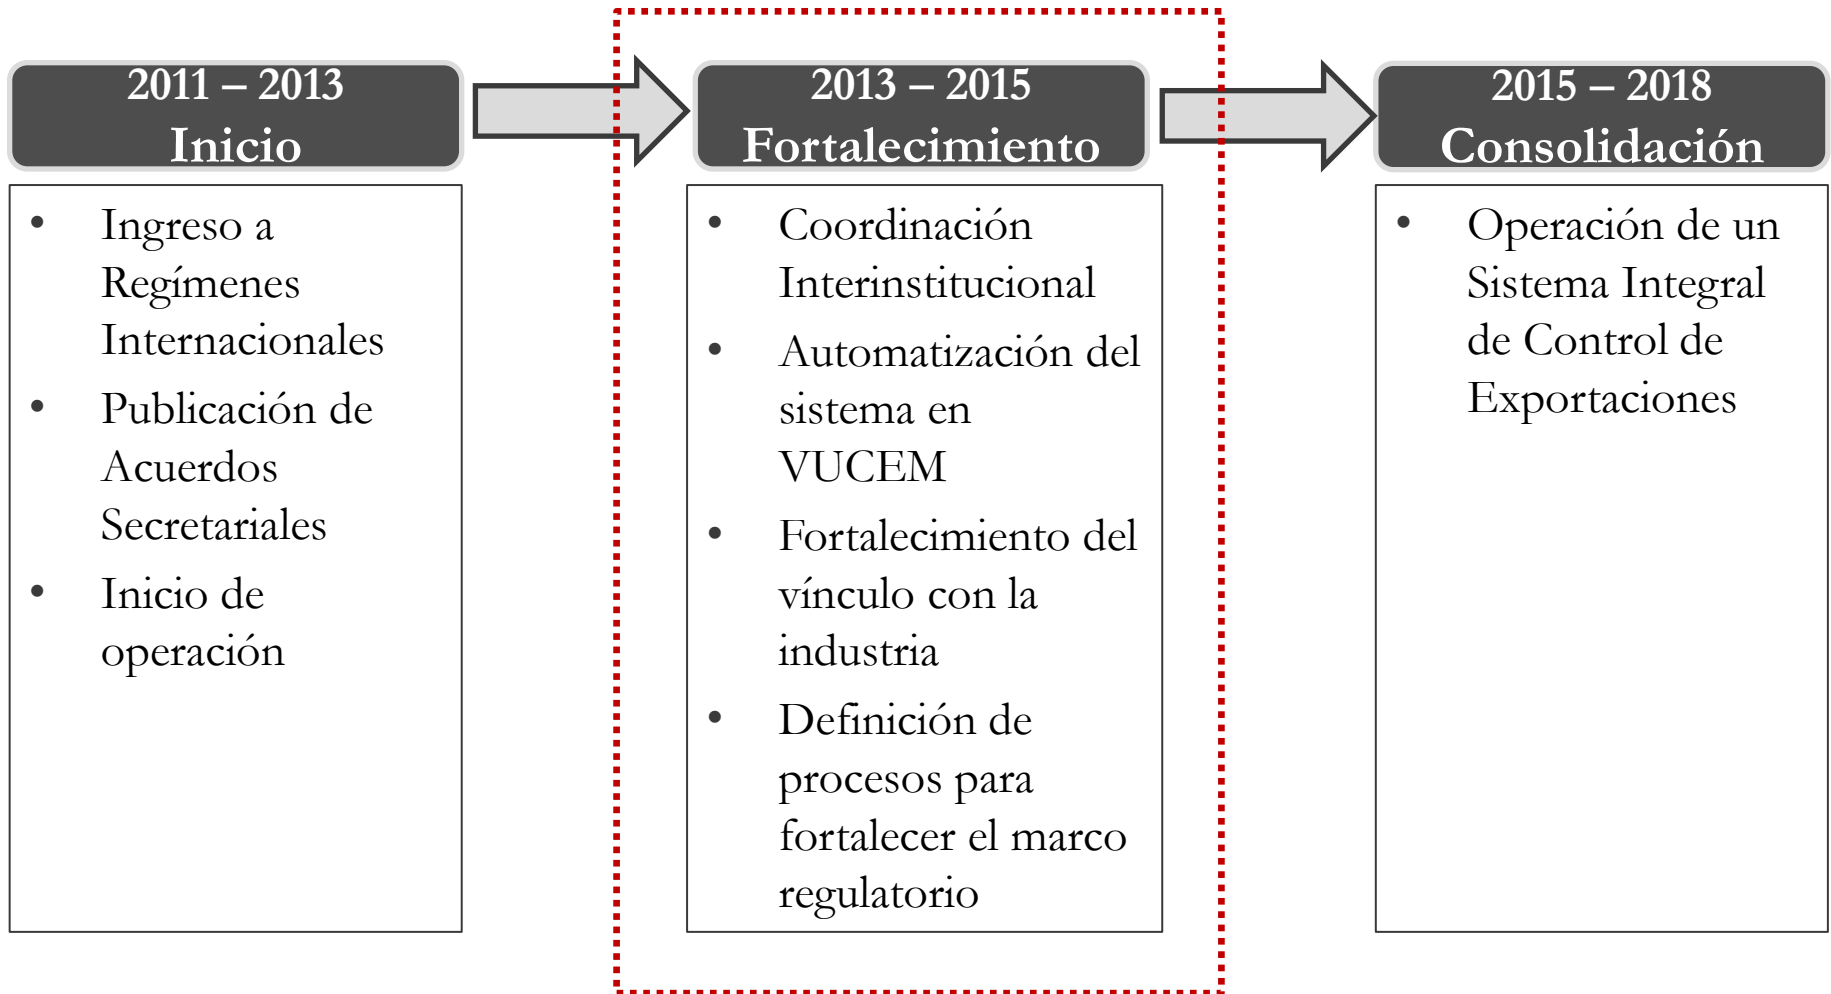 2011 – 2013
Inicio
• Ingreso a
Regímenes
Internacionales
• Publicación de
Acuerdos
Secretariales
• Inicio de
operación
2013 – 2015
Fortalecimiento
• Coordinación
Interinstitucional
• Automatización del
sistema en
VUCEM
• Fortalecimiento del
vínculo con la
industria
• Definición de
procesos para
fortalecer el marco
regulatorio
2015 – 2018
Consolidación
• Operación de un
Sistema Integral
de Control de
Exportaciones